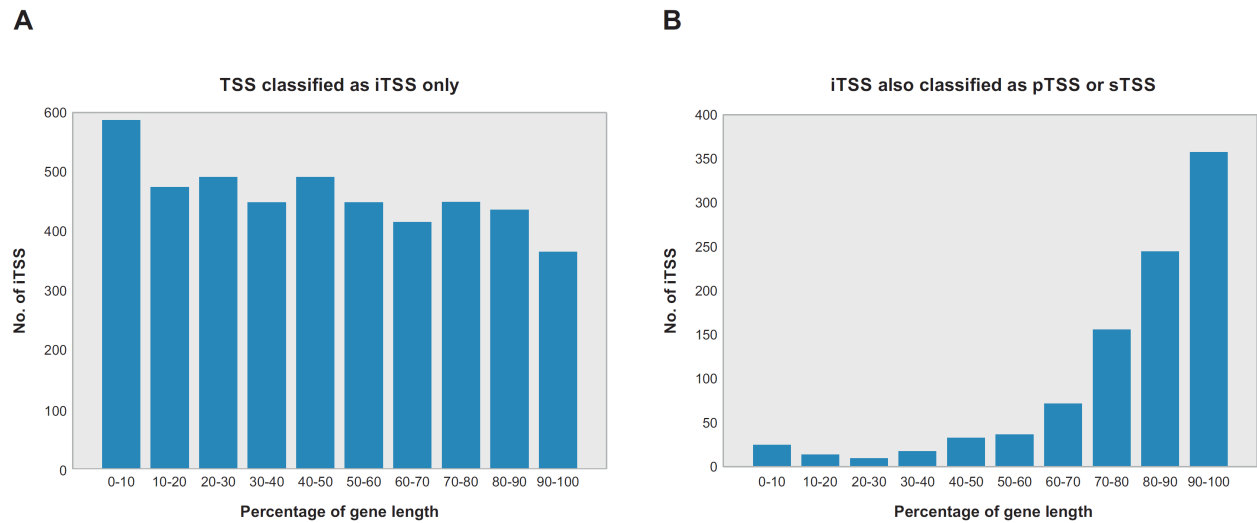 A
TSS classified as iTSS only
No. of iTSS
600
500
400
300
200
100
0
0-10 10-20 20-30 30-40 40-50 50-60 60-70 70-80 80-90 90-100
Percentage of gene length
B
iTSS also classified as pTSS or sTSS
No. of iTSS
400
350
300
250
200
150
100
50
0
0-10 10-20 20-30 30-40 40-50 50-60 60-70 70-80 80-90 90-100
Percentage of gene length